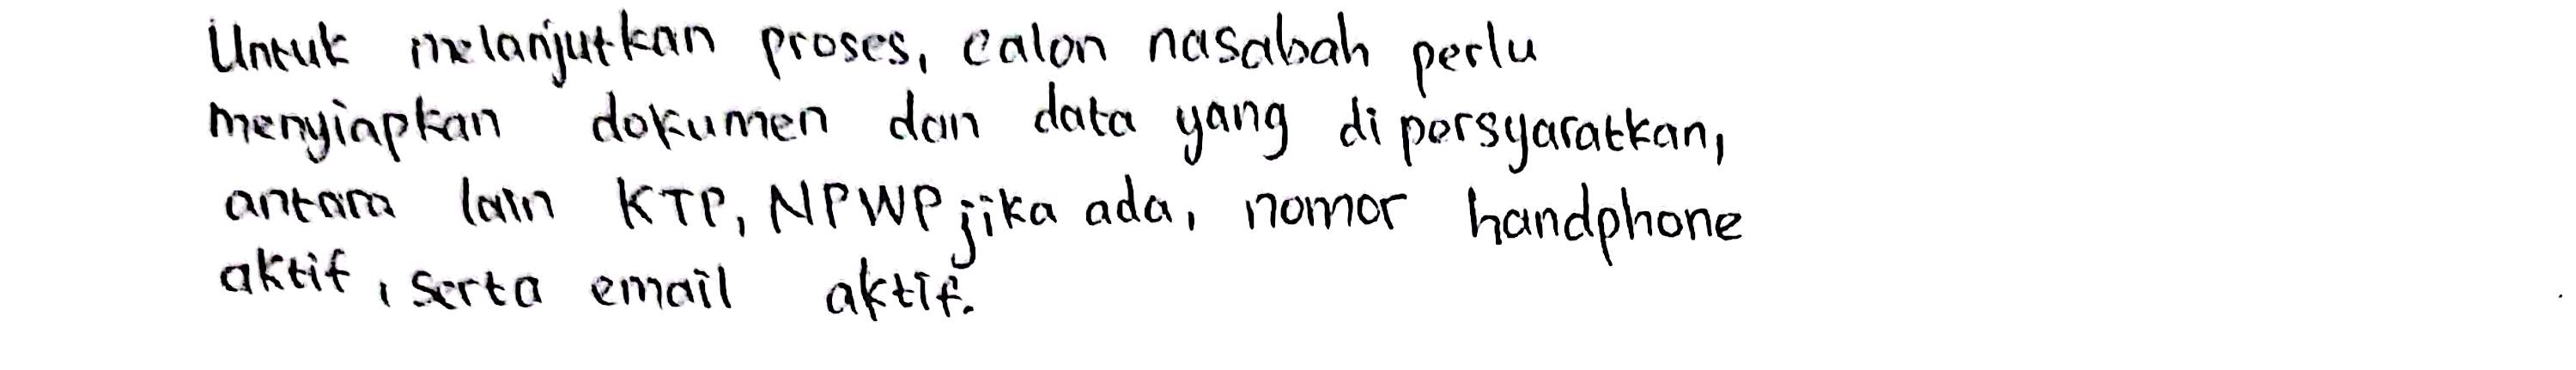 Untuk melanjutkan proses, calon nasabah perlu
menyiapkan dokumen dan data yang dipersyaratkan,
antara lain KTP, NPWP jika ada, nomor handphone
aktif, serta email aktif.